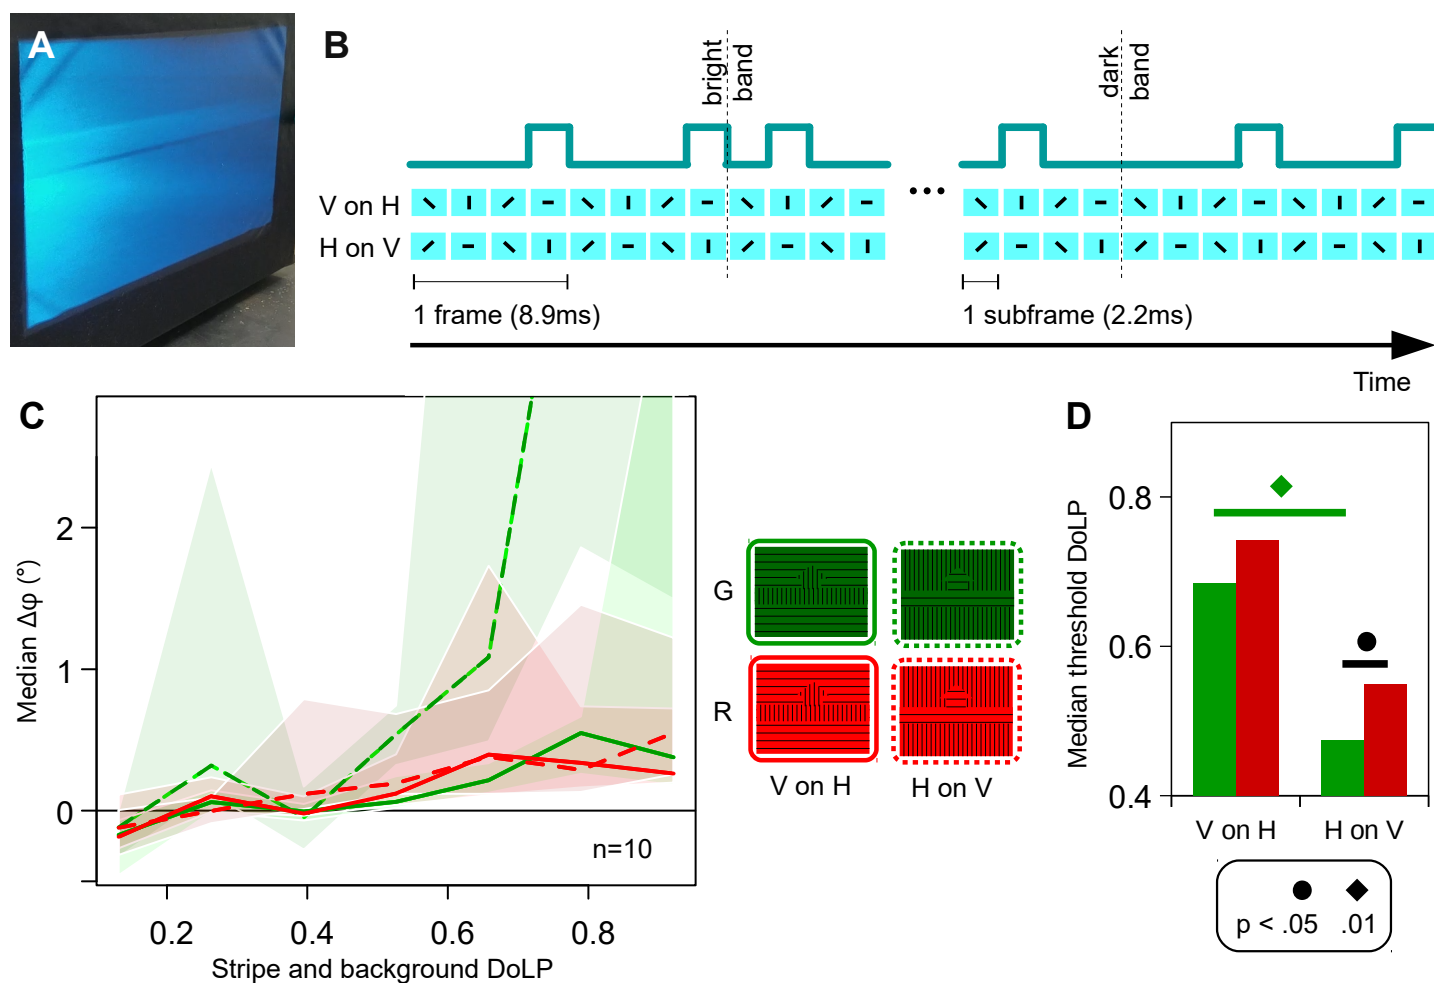 A
B
bright
band
dark
band
V on H
...
H on V
1 frame (8.9ms)
1 subframe (2.2ms)
Time
C
Median Δφ (°)
2
1
0
n=10
0.2
0.4
0.6
0.8
Stripe and background DoLP
G
R
V on H
H on V
D
Median threshold DoLP
0.8
0.6
0.4
V on H
H on V
p < .05
.01